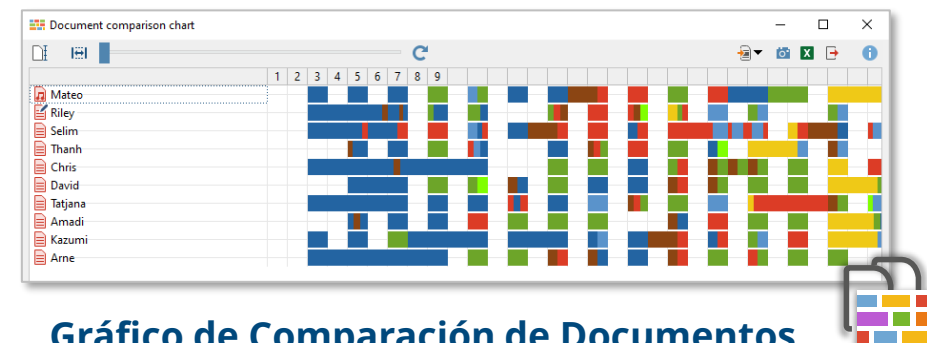 Document comparison chart
1 2 3 4 5 6 7 8 9
Mateo
Riley
Selim
Thanh
Chris
David
Tatjana
Amadi
Kazumi
Arne
Gráfico de Comparación de Documentos